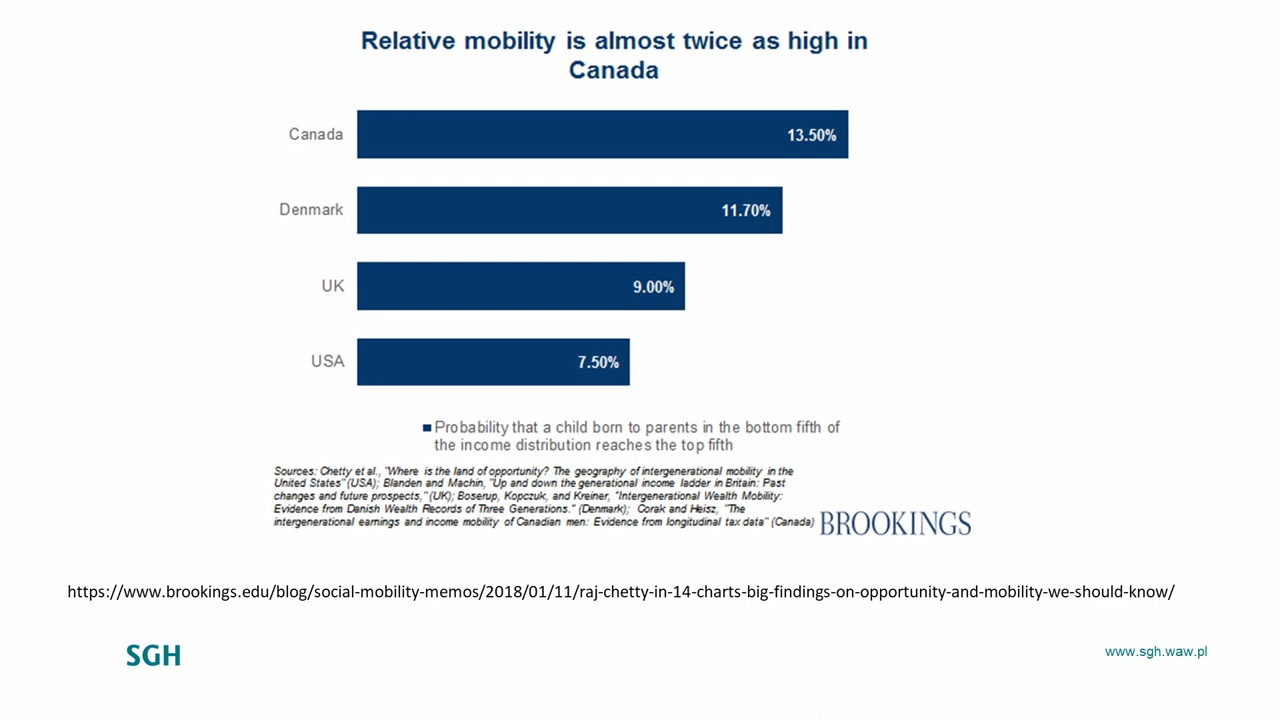 Relative mobility is almost twice as high in
Canada
Canada
13.50%
Denmark
11.70%
UK
9.00%
USA
7.50%
Probability that a child born to parents in the bottom fifth of
the income distribution reaches the top fifth
Sources: Chetty et al., "Where is the land of opportunity? The geography of intergenerational mobility in the
United States" (USA); Blanden and Machin, "Up and down the generational income ladder in Britain: Past
changes and future prospects," (UK); Boserup, Kopczuk, and Kreiner, "Intergenerational Wealth Mobility:
Evidence from Danish Wealth Records of Three Generations." (Denmark); Corak and Heisz, "The
intergenerational earnings and income mobility of Canadian men: Evidence from longitudinal tax data" (Canada)
BROOKINGS
https://www.brookings.edu/blog/social-mobility-memos/2018/01/11/raj-chetty-in-14-charts-big-findings-on-opportunity-and-mobility-we-should-know/
SGH
www.sgh.waw.pl